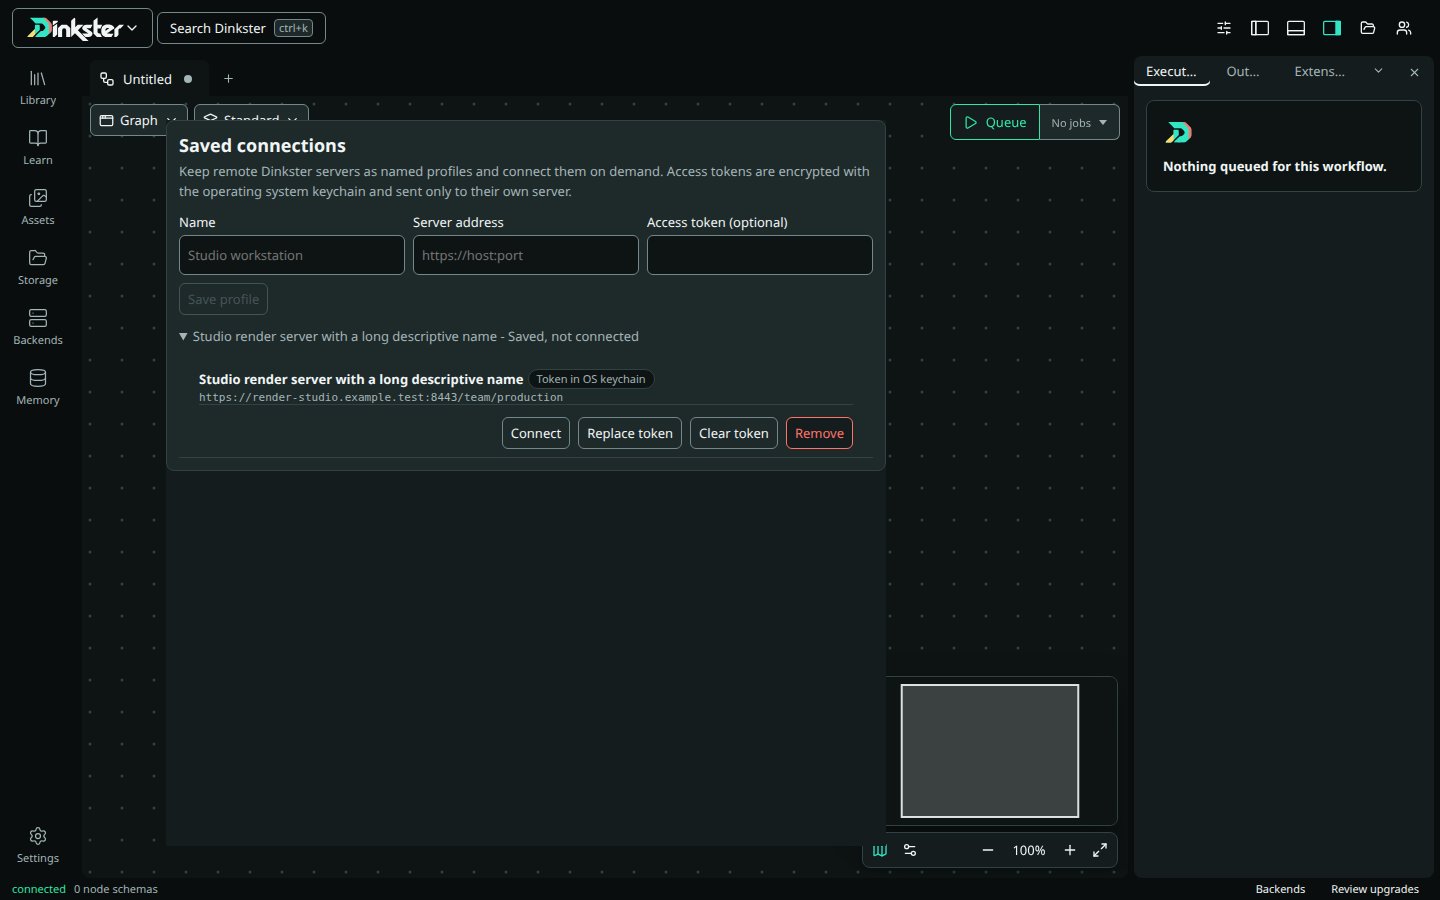 Dinkster
Search Dinkster ctrl+k
Library
Learn
Assets
Storage
Backends
Memory
Settings
Untitled
Graph
Standard
Queue
No jobs
Saved connections
Keep remote Dinkster servers as named profiles and connect them on demand. Access tokens are encrypted with
the operating system keychain and sent only to their own server.
Name
Server address
Access token (optional)
Studio workstation
https://host:port
Save profile
Studio render server with a long descriptive name - Saved, not connected
Studio render server with a long descriptive name Token in OS keychain
https://render-studio.example.test:8443/team/production
Connect
Replace token
Clear token
Remove
100%
Execut...
Out...
Extens...
Nothing queued for this workflow.
connected 0 node schemas
Backends
Review upgrades